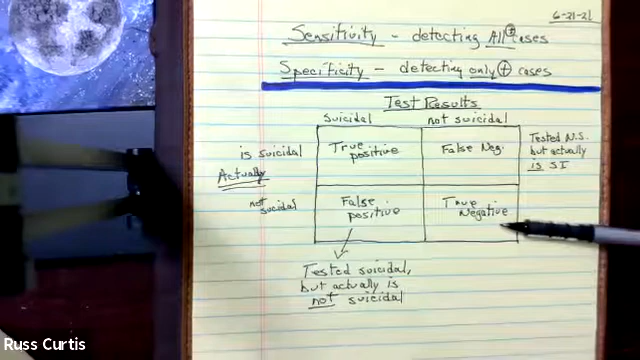 6-21-21
Sensitivity - detecting All ⊕ cases
Specificity - detecting only ⊕ cases
Test Results
suicidal not suicidal
is suicidal True positive False Neg. Tested N.S. but actually is SI
Actually
not suicidal False positive True Negative
Tested suicidal,
but actually is
not suicidal
Russ Curtis